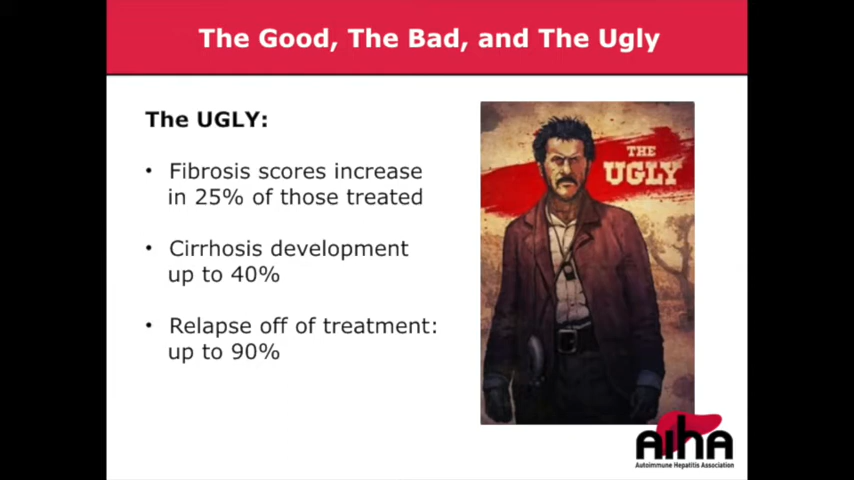 The Good, The Bad, and The Ugly
The UGLY:
• Fibrosis scores increase
in 25% of those treated
• Cirrhosis development
up to 40%
• Relapse off of treatment:
up to 90%
THE
UGLY
AIHA
Autoimmune Hepatitis Association